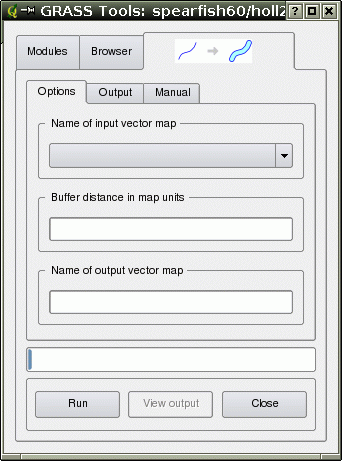 GRASS Tools: spearfish60/holl2
Modules Browser
Options Output Manual
Name of input vector map
Buffer distance in map units
Name of output vector map
Run View output Close